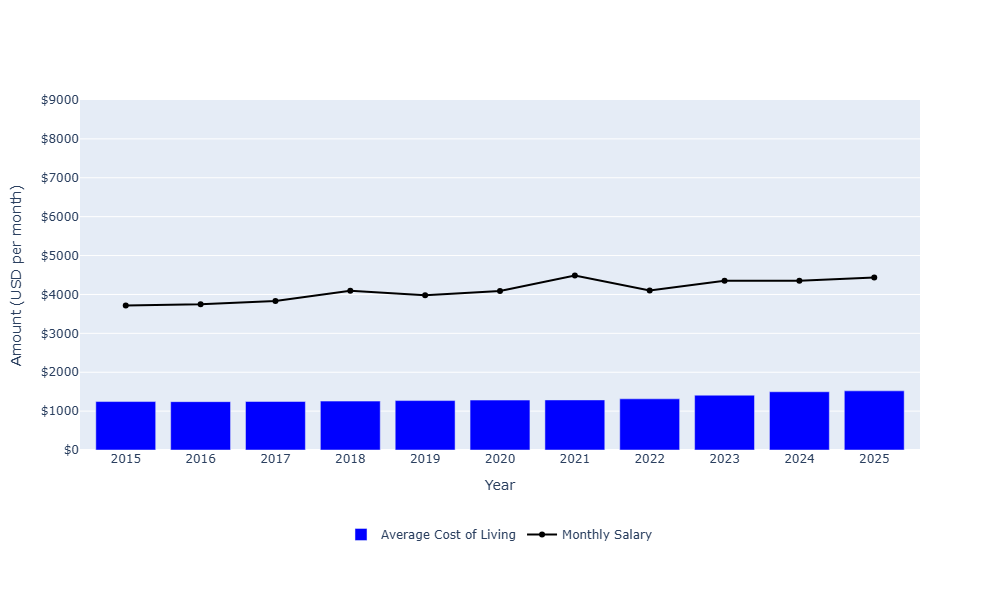 $9000
$8000
$7000
$6000
$5000
$4000
$3000
$2000
$1000
$0
Amount (USD per month)
2015 2016 2017 2018 2019 2020 2021 2022 2023 2024 2025
Year
Average Cost of Living Monthly Salary